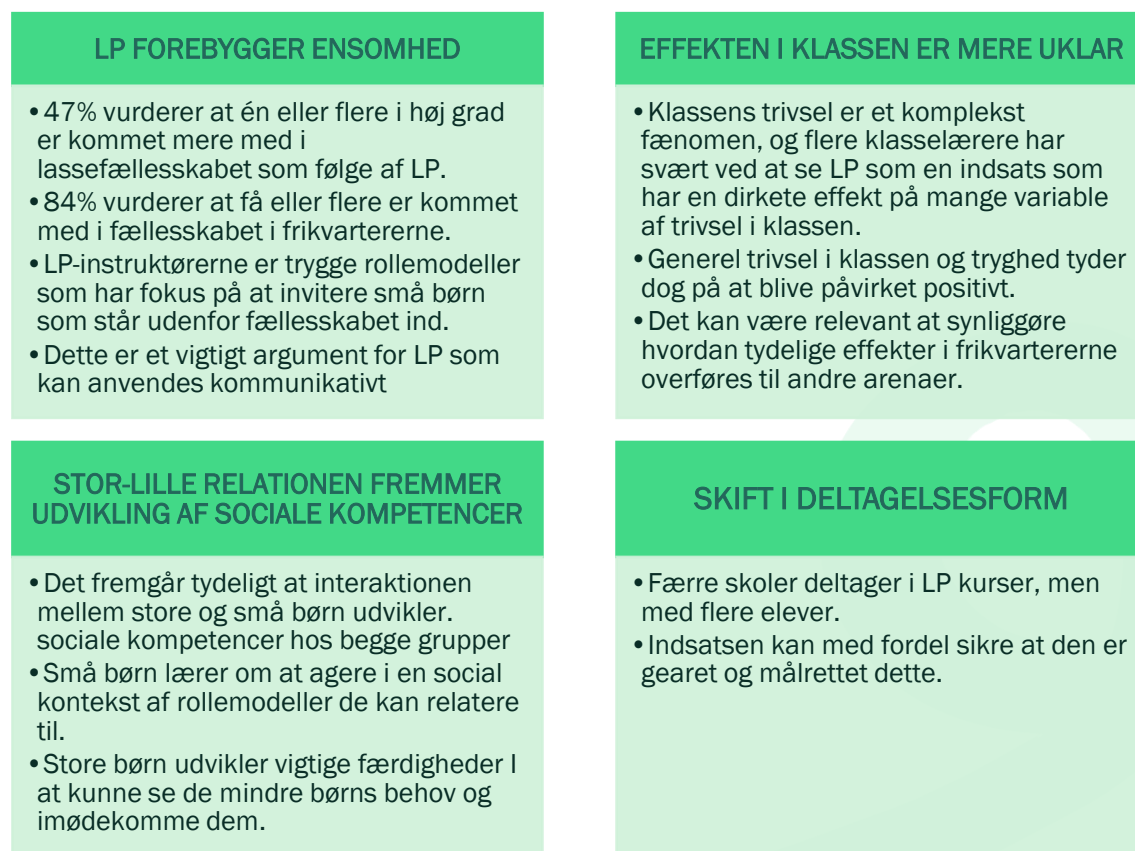 LP FOREBYGGER ENSOMHED
•47% vurderer at én eller flere i høj grad
er kommet mere med i
lassefællesskabet som følge af LP.
•84% vurderer at få eller flere er kommet
med i fællesskabet i frikvartererne.
•LP-instruktørerne er trygge rollemodeller
som har fokus på at invitere små børn
som står udenfor fællesskabet ind.
•Dette er et vigtigt argument for LP som
kan anvendes kommunikativt
EFFEKTEN I KLASSEN ER MERE UKLAR
•Klassens trivsel er et komplekst
fænomen, og flere klasselærere har
svært ved at se LP som en indsats som
har en dirkete effekt på mange variable
af trivsel i klassen.
•Generel trivsel i klassen og tryghed tyder
dog på at blive påvirket positivt.
•Det kan være relevant at synliggøre
hvordan tydelige effekter i frikvartererne
overføres til andre arenaer.
STOR-LILLE RELATIONEN FREMMER
UDVIKLING AF SOCIALE KOMPETENCER
•Det fremgår tydeligt at interaktionen
mellem store og små børn udvikler.
sociale kompetencer hos begge grupper
•Små børn lærer om at agere i en social
kontekst af rollemodeller de kan relatere
til.
•Store børn udvikler vigtige færdigheder I
at kunne se de mindre børns behov og
imødekomme dem.
SKIFT I DELTAGELSESFORM
•Færre skoler deltager i LP kurser, men
med flere elever.
•Indsatsen kan med fordel sikre at den er
gearet og målrettet dette.